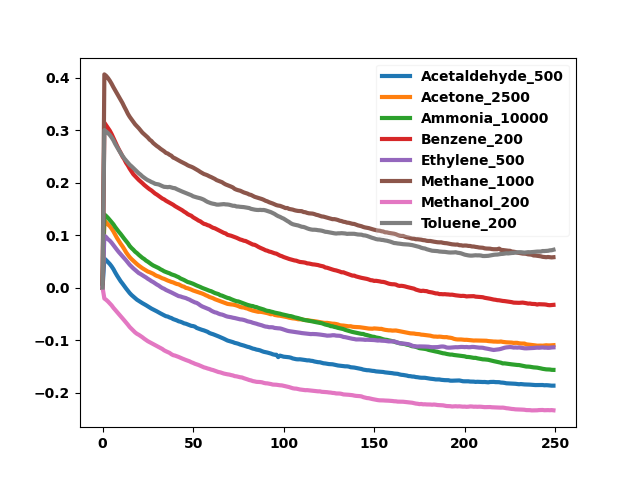 0.4
0.3
0.2
0.1
0.0
−0.1
−0.2
0
50
100
150
200
250
Acetaldehyde_500
Acetone_2500
Ammonia_10000
Benzene_200
Ethylene_500
Methane_1000
Methanol_200
Toluene_200